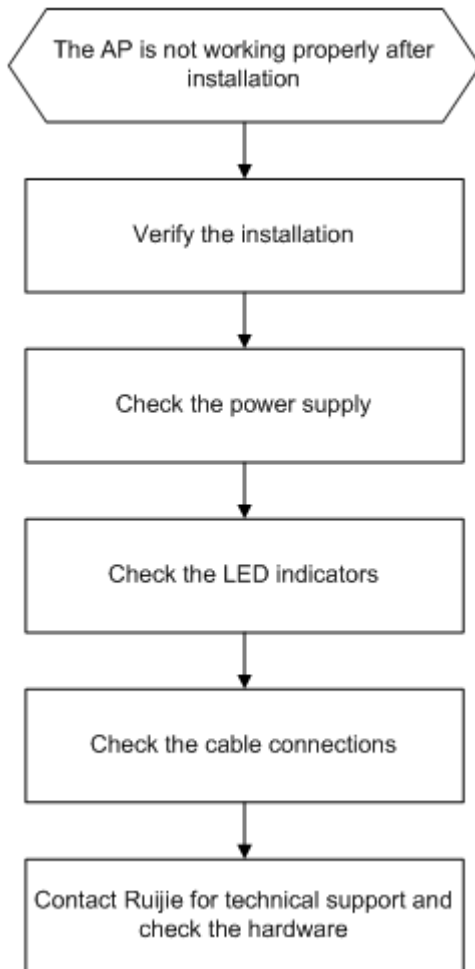 The AP is not working properly after
installation
Verify the installation
Check the power supply
Check the LED indicators
Check the cable connections
Contact Ruijie for technical support and
check the hardware